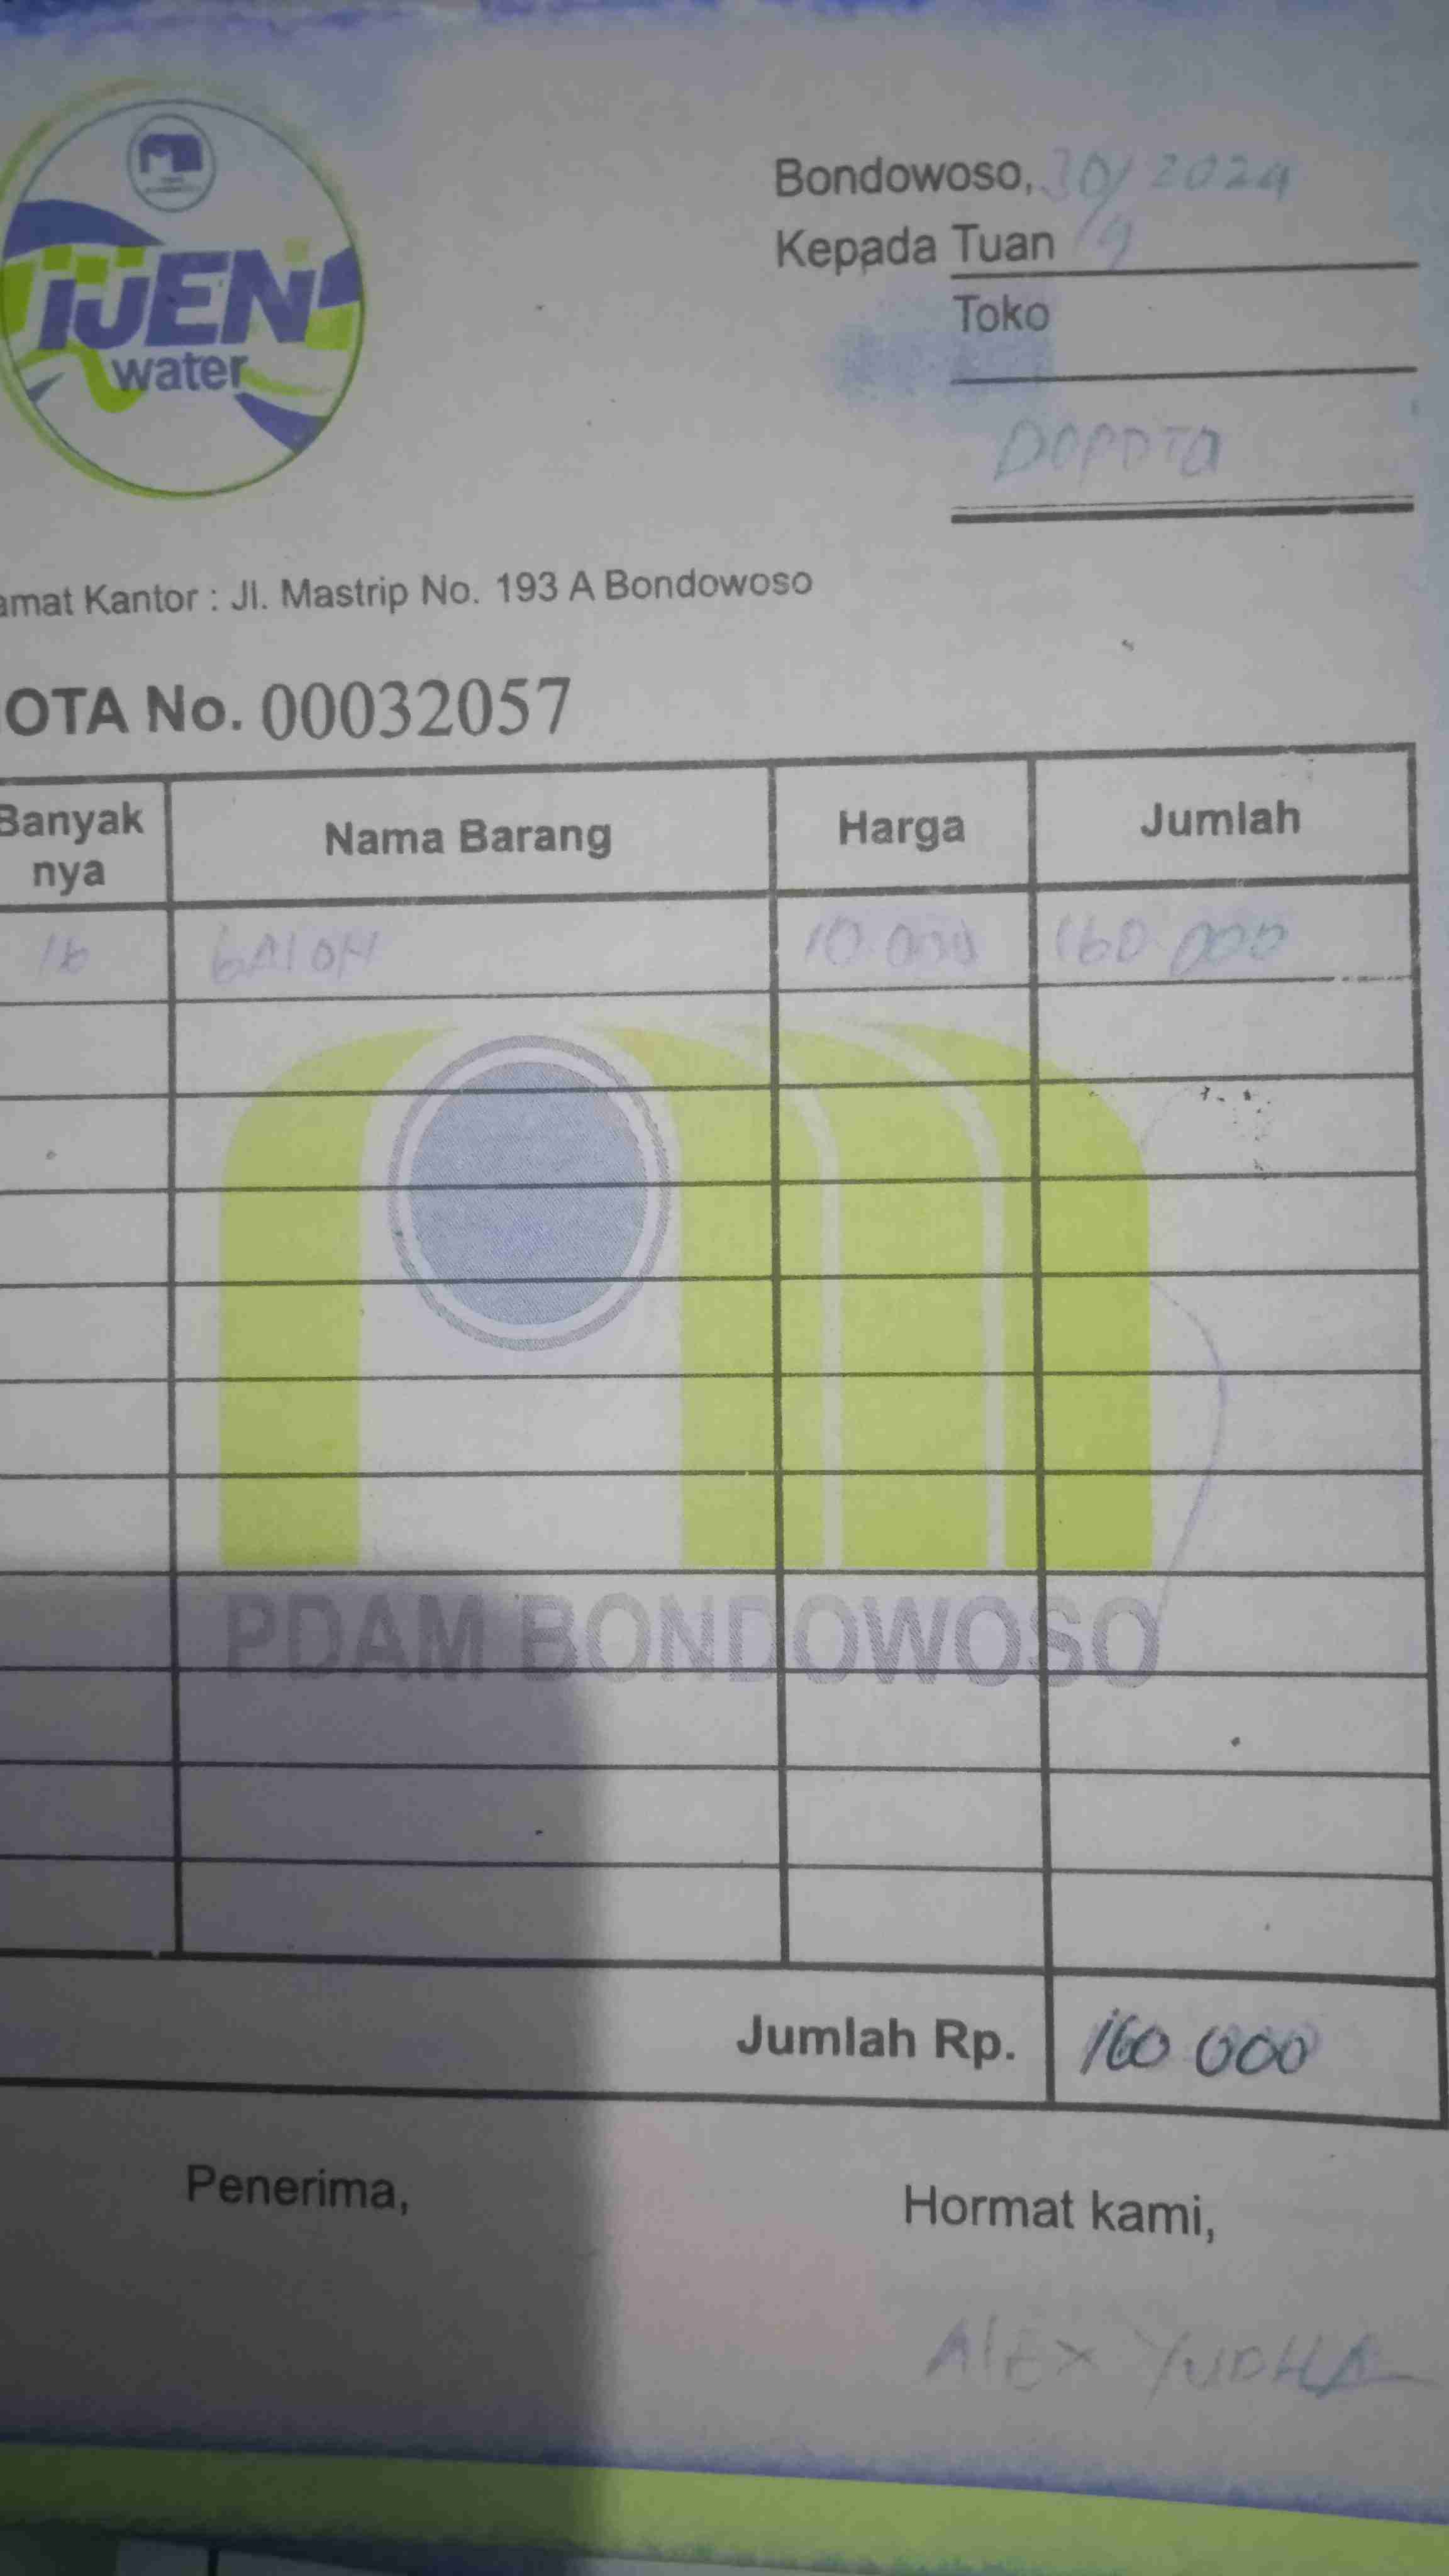 IJEN
water
Bondowoso, 30/9 2024
Kepada Tuan
Toko
DOPOTA
amat Kantor : Jl. Mastrip No. 193 A Bondowoso
OTA No. 00032057
Banyak nya Nama Barang Harga Jumlah
16 GALON 10.000 160 000
PDAM BONDOWOSO
Jumlah Rp. 160 000
Penerima, Hormat kami,
ALEX YUDHA